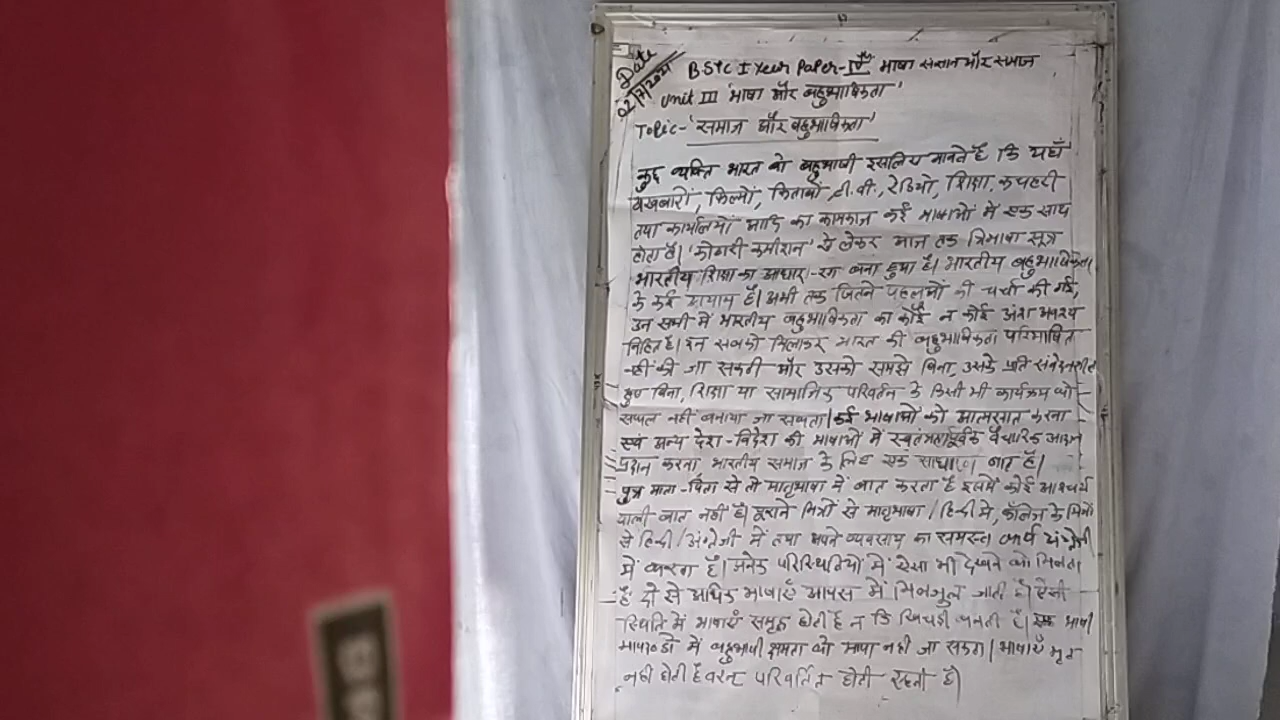 Date
02/7/2021
BSTC I Year Paper-IV भाषा संज्ञान और समाज
Unit III 'भाषा और बहुभाषिकता'
Topic- 'समाज और बहुभाषिकता'
कुछ व्यक्ति भारत को बहुभाषी इसलिय मानते है कि यहाँ
अखबारों, फिल्मों, किताबों, टी.वी., रेडियो, शिक्षा, कचहरी
तथा कार्यालयों आदि का कामकाज कई भाषाओं में एक साथ
होता है। 'कोठारी कमीशन' से लेकर आज तक त्रिभाषा सूत्र
भारतीय शिक्षा का आधार बना हुआ है। भारतीय बहुभाषिकता
के कई आयाम है। अभी तक जितने पहलुओं की चर्चा की गई,
उन सभी में भारतीय बहुभाषिकता का कोई न कोई अंश अवश्य
निहित है। इन सबको मिलाकर भारत की बहुभाषिकता परिभाषित
नहीं की जा सकती और उसको समझे बिना, उसके प्रति संवेदनशील
हुए बिना, शिक्षा या सामाजिक परिवर्तन के किसी भी कार्यक्रम को
सफल नहीं बनाया जा सकता। कई भाषाओं को आत्मसात करना
एवं अन्य देश-विदेश की भाषाओं में स्वतंत्रतापूर्वक वैचारिक आदान
प्रदान करना भारतीय समाज के लिए एक साधारण बात है।
पुत्र माता-पिता से तो मातृभाषा में बात करता है इसमें कोई आश्चर्य
वाली बात नहीं है। पुराने मित्रों से मातृभाषा/हिन्दी में, कॉलेज के मित्रों
से हिन्दी/अंग्रेजी में तथा अपने व्यवसाय का समस्त कार्य अंग्रेजी
में करता है। अनेक परिस्थितियों में ऐसा भी देखने को मिलता
है दो से अधिक भाषाएँ आपस में मिलजुल जाती है। ऐसी
स्थिति में भाषाएँ समृद्ध होती है न कि खिचड़ी बनती है। एक भाषी
मापदण्डों में बहुभाषी क्षमता को मापा नहीं जा सकता। भाषाएँ मृत
नहीं होती है वरन् परिवर्तित होती रहती है।